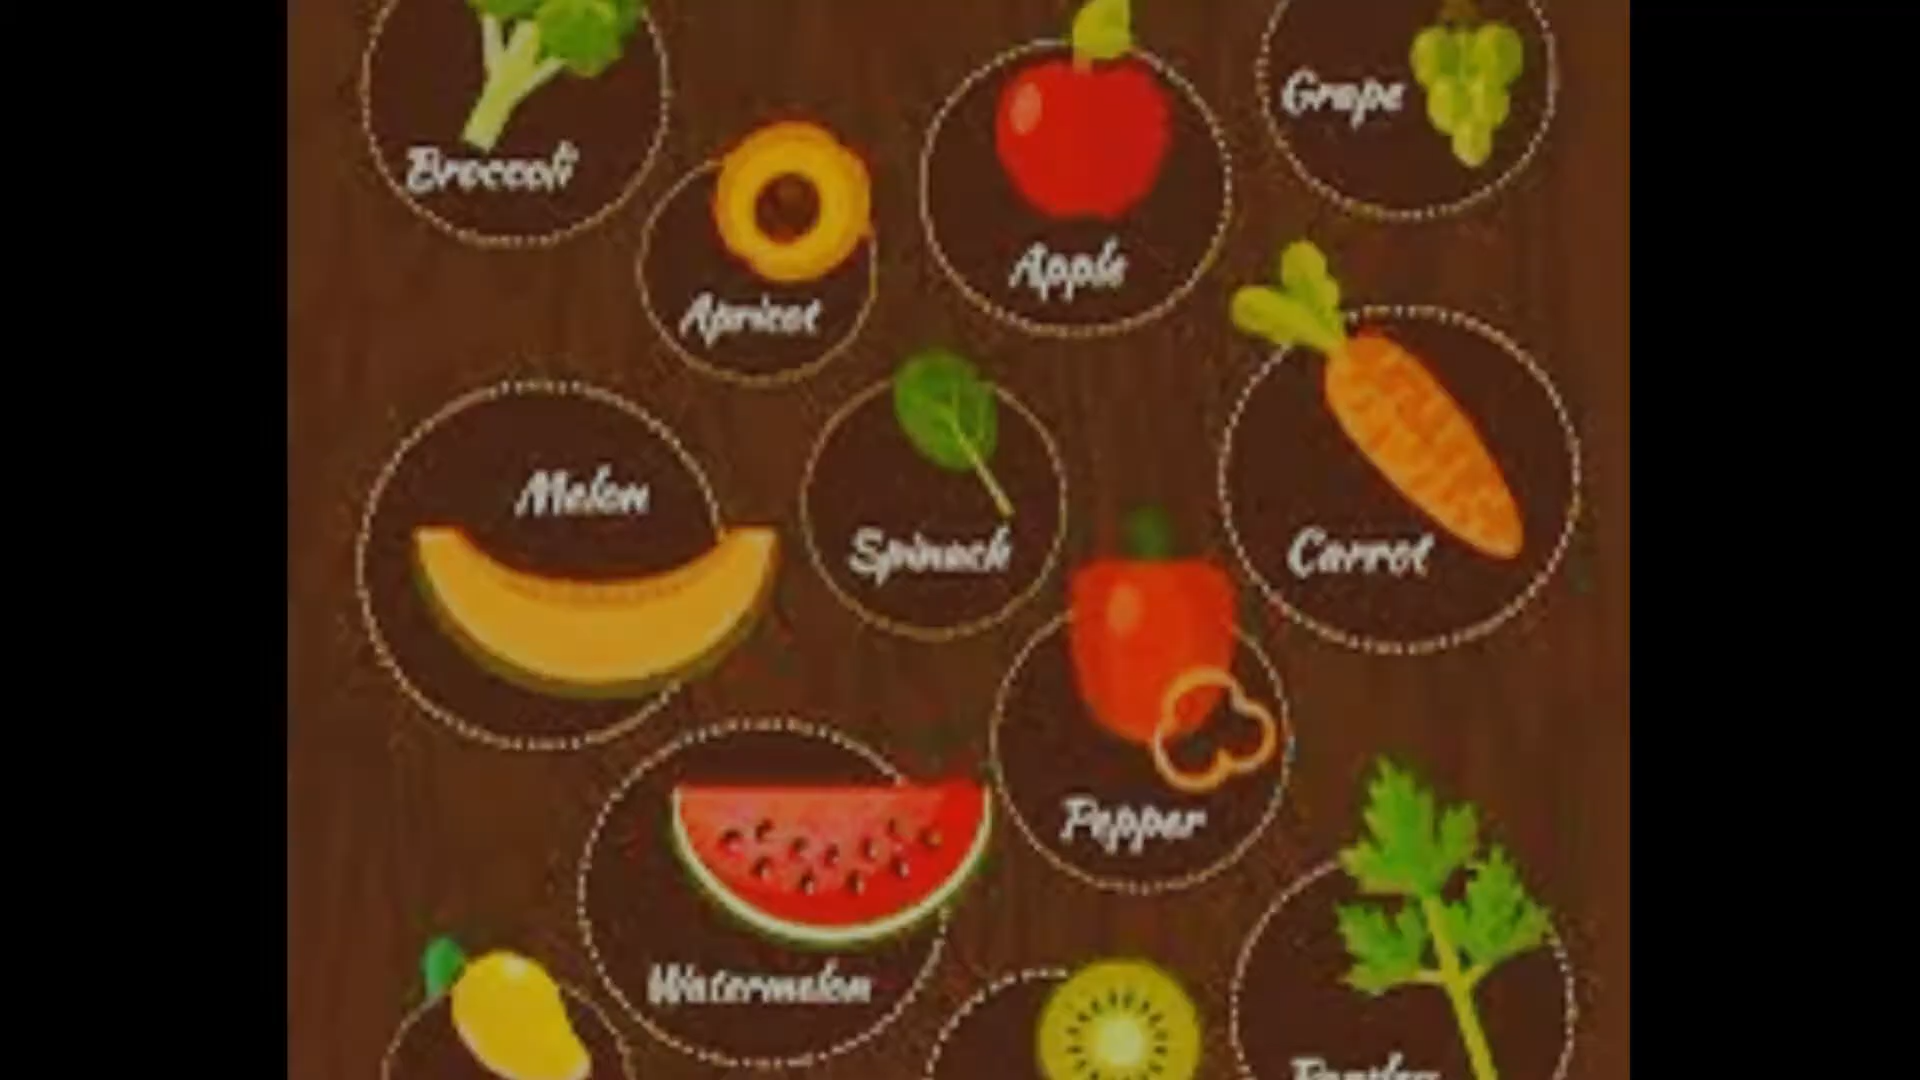 Grape
Broccoli
Apple
Apricot
Melon
Spinach
Carrot
Pepper
Watermelon